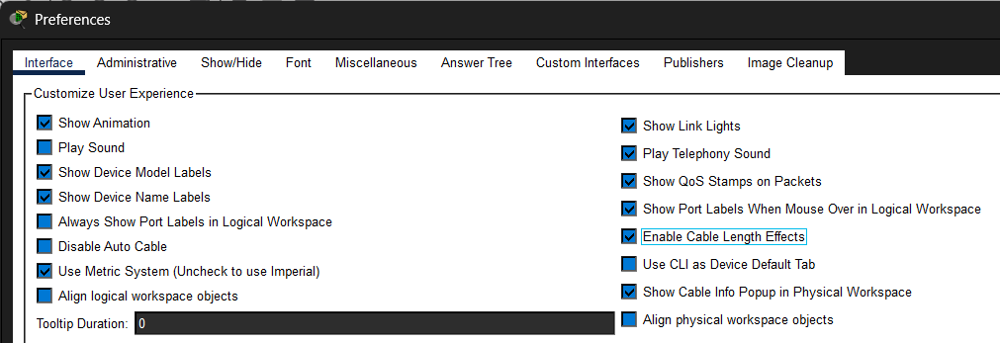 Preferences
Interface Administrative Show/Hide Font Miscellaneous Answer Tree Custom Interfaces Publishers Image Cleanup
Customize User Experience
Show Animation
Play Sound
Show Device Model Labels
Show Device Name Labels
Always Show Port Labels in Logical Workspace
Disable Auto Cable
Use Metric System (Uncheck to use Imperial)
Align logical workspace objects
Tooltip Duration: 0
Show Link Lights
Play Telephony Sound
Show QoS Stamps on Packets
Show Port Labels When Mouse Over in Logical Workspace
Enable Cable Length Effects
Use CLI as Device Default Tab
Show Cable Info Popup in Physical Workspace
Align physical workspace objects